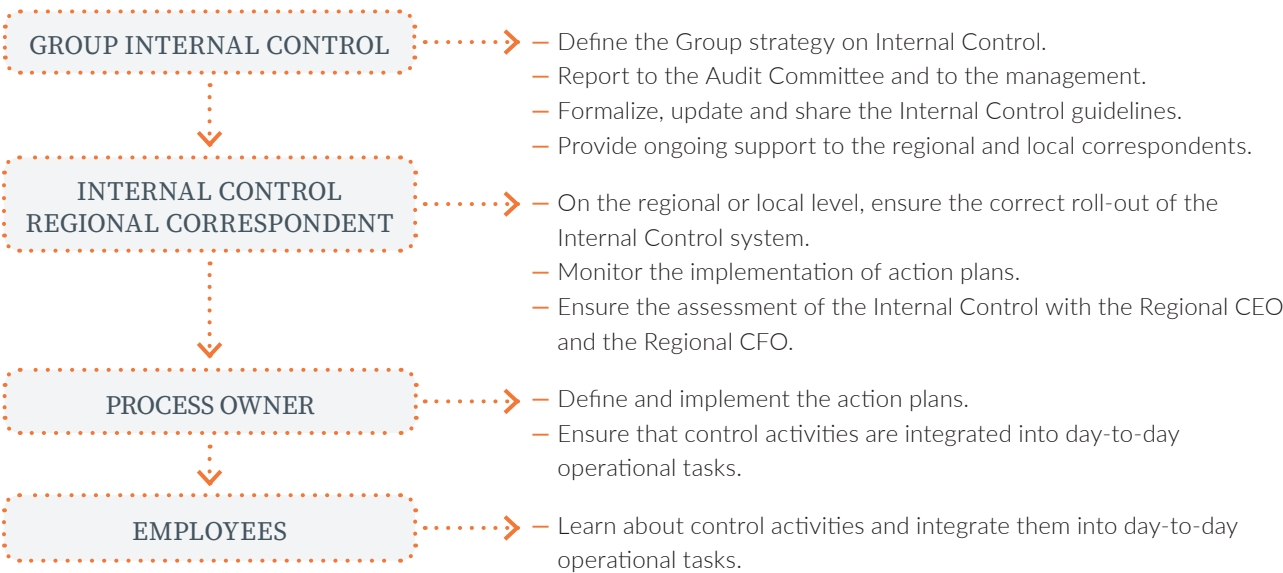 GROUP INTERNAL CONTROL
— Define the Group strategy on Internal Control.
— Report to the Audit Committee and to the management.
— Formalize, update and share the Internal Control guidelines.
— Provide ongoing support to the regional and local correspondents.
INTERNAL CONTROL
REGIONAL CORRESPONDENT
— On the regional or local level, ensure the correct roll-out of the
Internal Control system.
— Monitor the implementation of action plans.
— Ensure the assessment of the Internal Control with the Regional CEO
and the Regional CFO.
PROCESS OWNER
— Define and implement the action plans.
— Ensure that control activities are integrated into day-to-day
operational tasks.
EMPLOYEES
— Learn about control activities and integrate them into day-to-day
operational tasks.